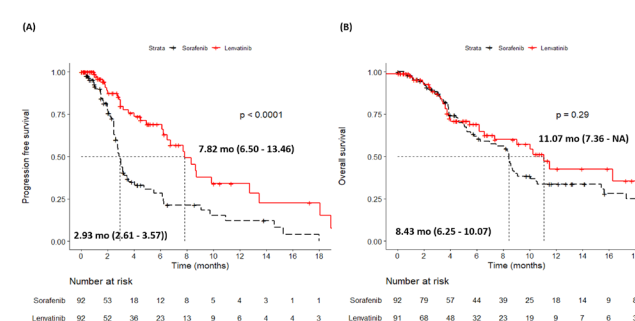 (A)
Strata Sorafenib Lenvatinib
Progression free survival
1.00
0.75
0.50
0.25
0.00
p < 0.0001
7.82 mo (6.50 - 13.46)
2.93 mo (2.61 - 3.57))
0 2 4 6 8 10 12 14 16 18
Time (months)
Number at risk
Sorafenib 92 53 18 12 8 5 4 3 1 1
Lenvatinib 92 52 36 23 13 9 6 4 4 3
(B)
Strata Sorafenib Lenvatinib
Overall survival
1.00
0.75
0.50
0.25
0.00
p = 0.29
11.07 mo (7.36 - NA)
8.43 mo (6.25 - 10.07)
0 2 4 6 8 10 12 14 16 18
Time (months)
Number at risk
Sorafenib 92 79 57 44 39 25 18 14 9 8
Lenvatinib 91 68 48 32 23 19 9 7 6